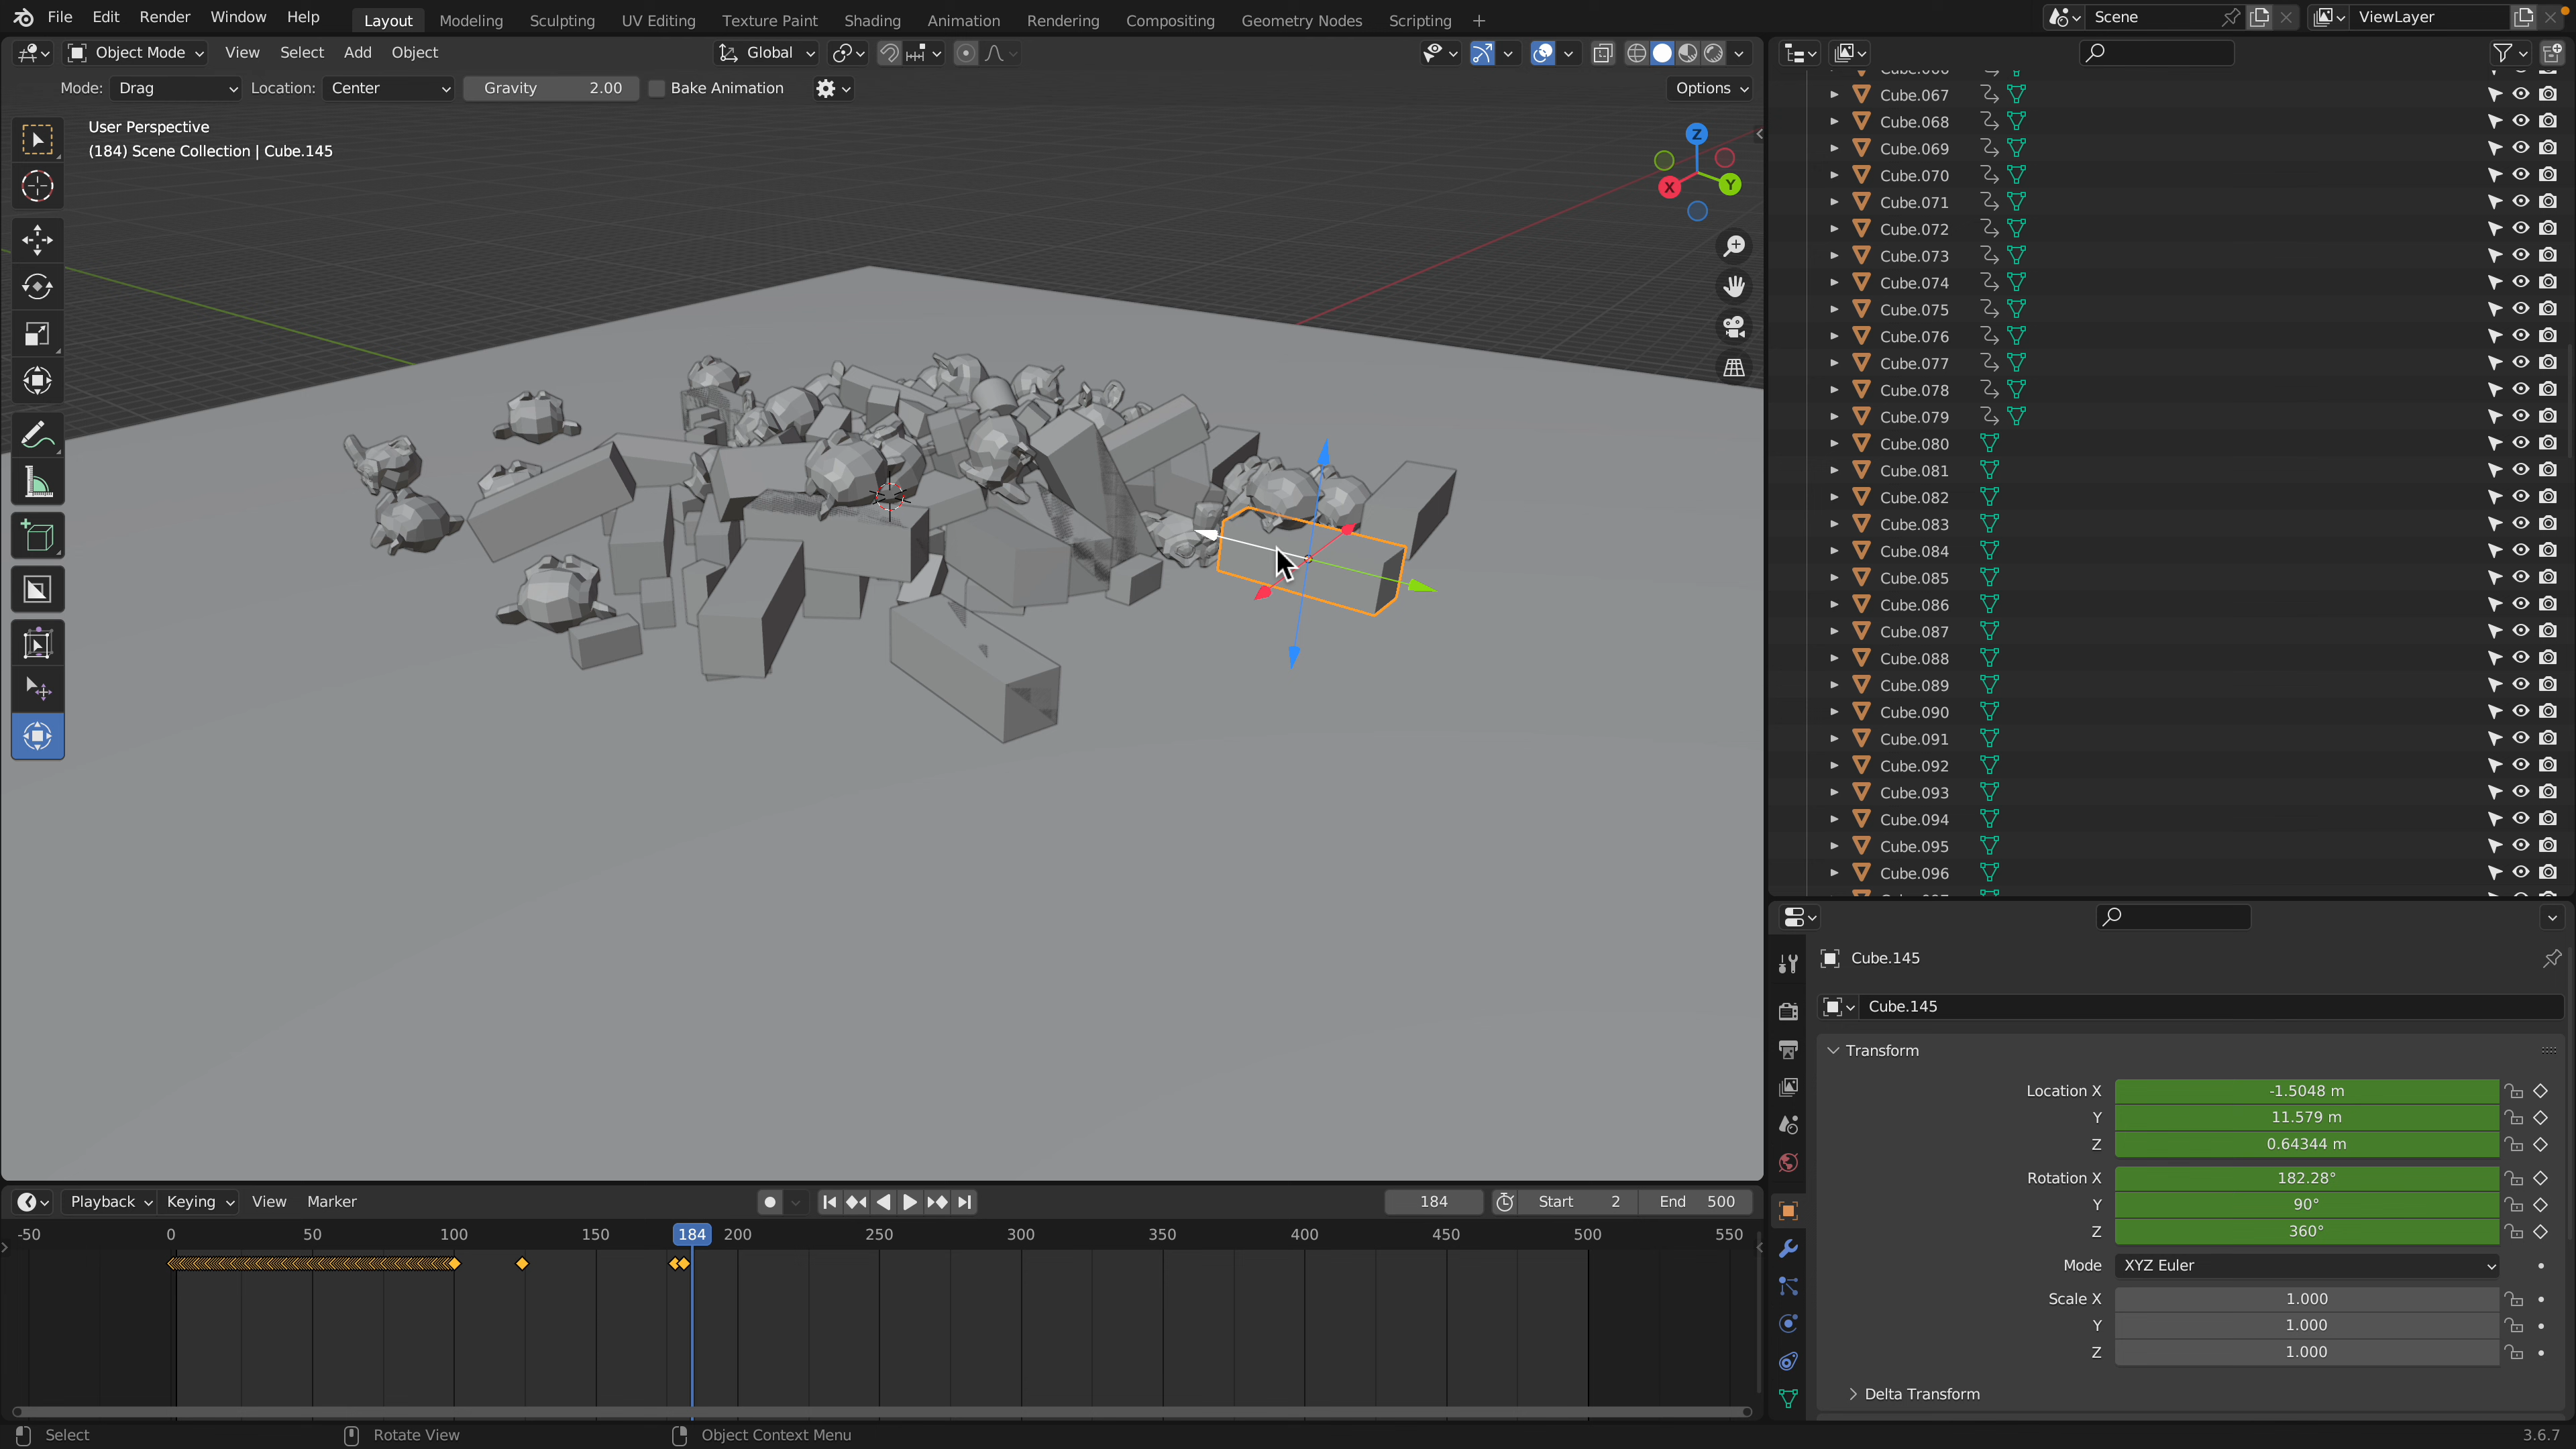 File Edit Render Window Help Layout Modeling Sculpting UV Editing Texture Paint Shading Animation Rendering Compositing Geometry Nodes Scripting + Scene ViewLayer
Object Mode View Select Add Object Global
Mode: Drag Location: Center Gravity 2.00 Bake Animation Options
User Perspective
(184) Scene Collection | Cube.145
Z
X Y
Cube.067
Cube.068
Cube.069
Cube.070
Cube.071
Cube.072
Cube.073
Cube.074
Cube.075
Cube.076
Cube.077
Cube.078
Cube.079
Cube.080
Cube.081
Cube.082
Cube.083
Cube.084
Cube.085
Cube.086
Cube.087
Cube.088
Cube.089
Cube.090
Cube.091
Cube.092
Cube.093
Cube.094
Cube.095
Cube.096
Cube.145
Cube.145
Transform
Location X -1.5048 m
Y 11.579 m
Z 0.64344 m
Rotation X 182.28°
Y 90°
Z 360°
Mode XYZ Euler
Scale X 1.000
Y 1.000
Z 1.000
Delta Transform
Playback Keying View Marker 184 Start 2 End 500
-50 0 50 100 150 184 200 250 300 350 400 450 500 550
Select Rotate View Object Context Menu 3.6.7